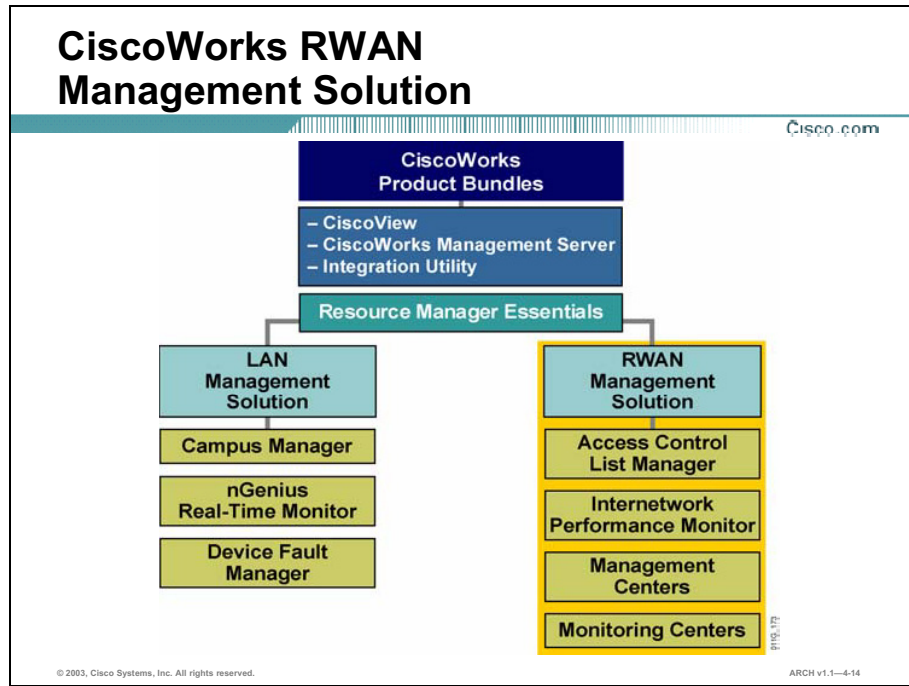 CiscoWorks RWAN
Management Solution
Cisco.com
CiscoWorks
Product Bundles
– CiscoView
– CiscoWorks Management Server
– Integration Utility
Resource Manager Essentials
LAN
Management
Solution
Campus Manager
nGenius
Real-Time Monitor
Device Fault
Manager
RWAN
Management
Solution
Access Control
List Manager
Internetwork
Performance Monitor
Management
Centers
Monitoring Centers
© 2003, Cisco Systems, Inc. All rights reserved.
ARCH v1.1—4-14